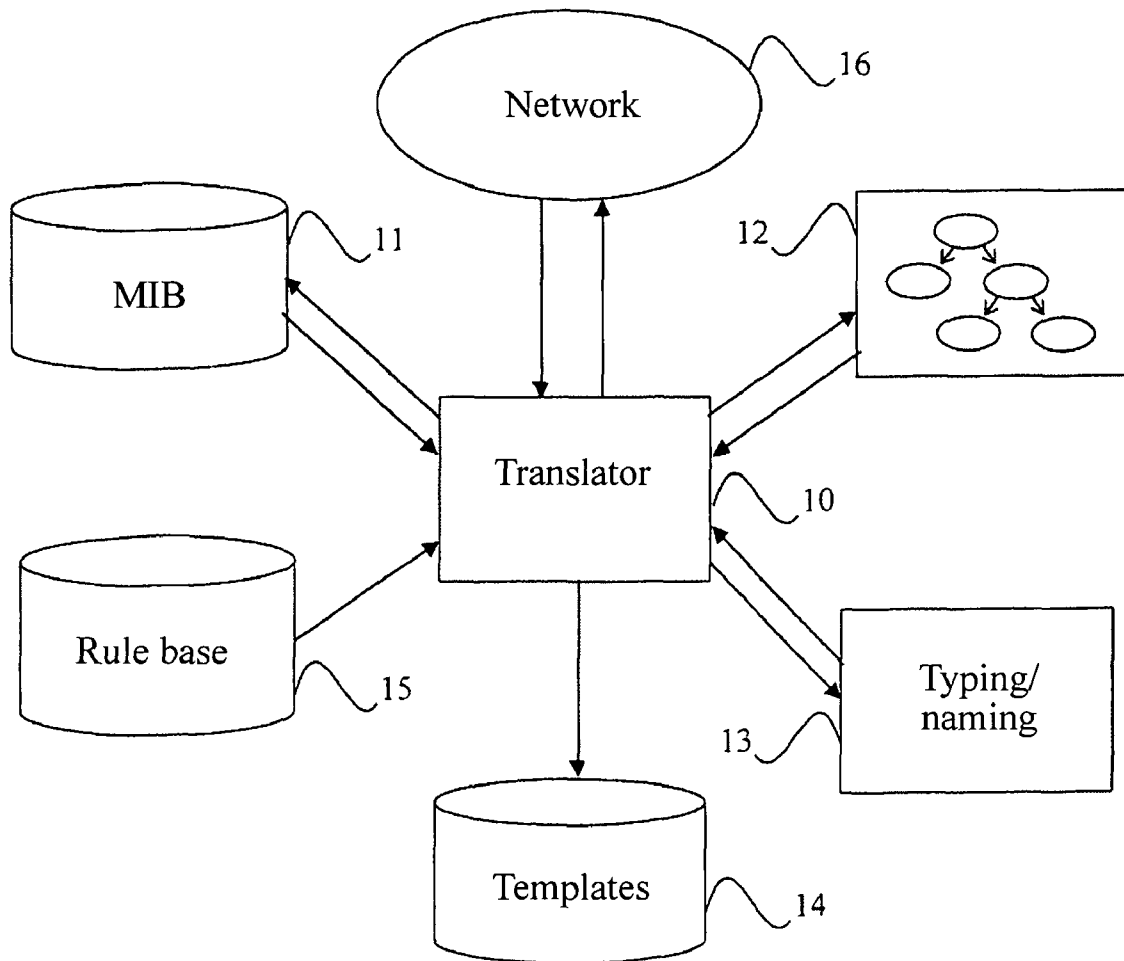 16
Network
11
12
MIB
Translator
10
Rule base
15
Typing/
naming
13
Templates
14